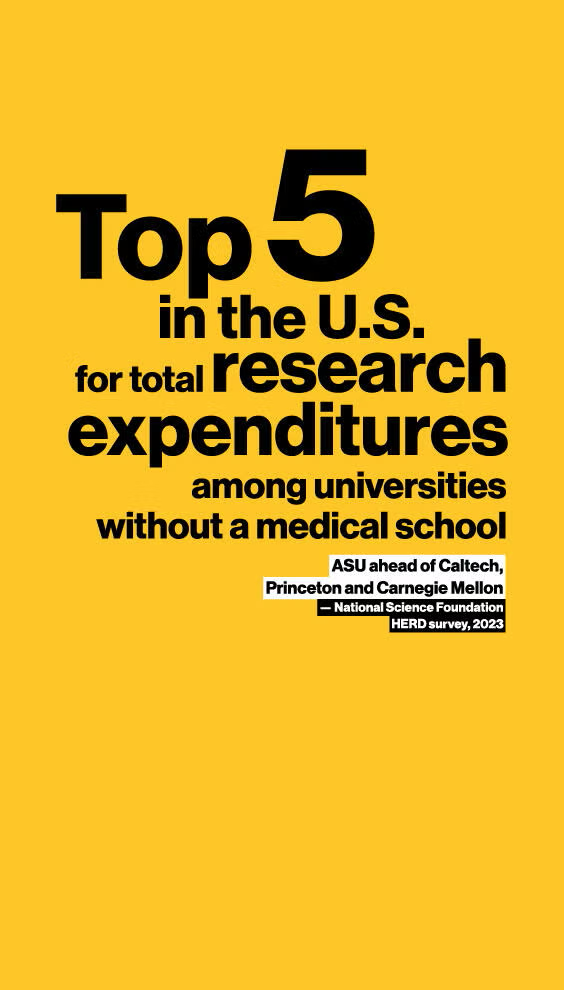 Top 5
in the U.S.
for total research
expenditures
among universities
without a medical school
ASU ahead of Caltech,
Princeton and Carnegie Mellon
— National Science Foundation
HERD survey, 2023